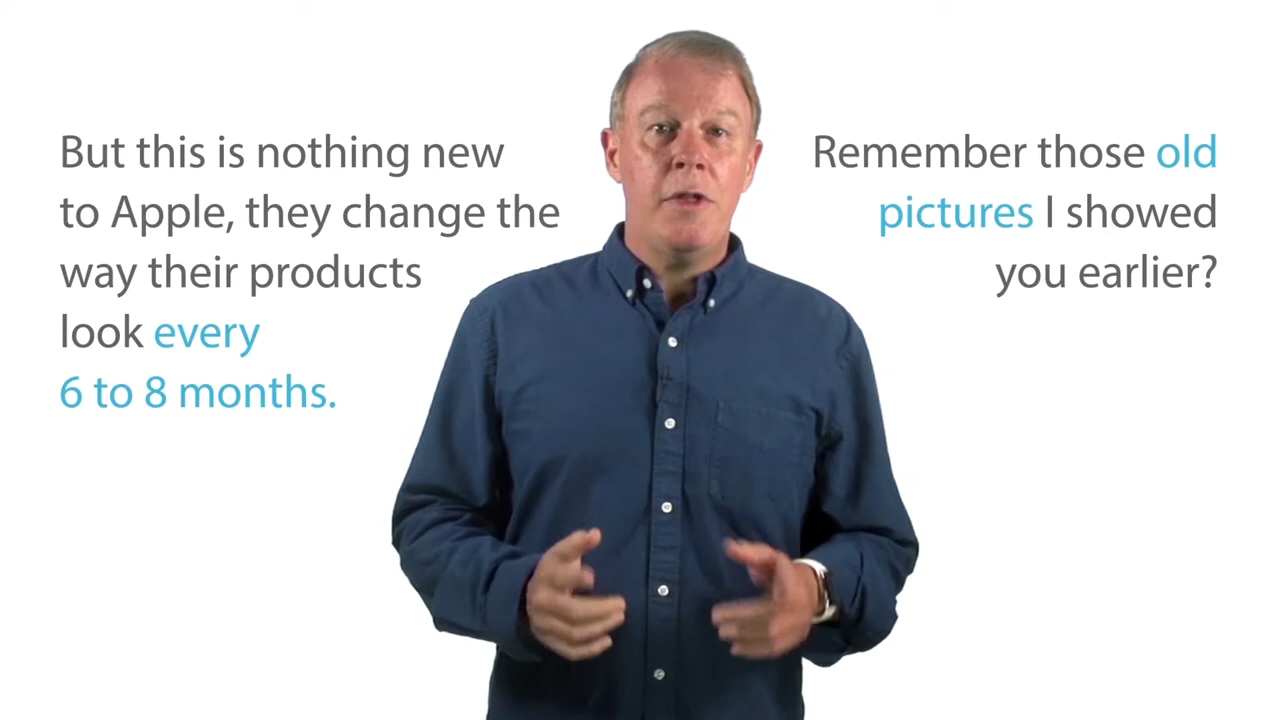 But this is nothing new
to Apple, they change the
way their products
look every
6 to 8 months.
Remember those old
pictures I showed
you earlier?